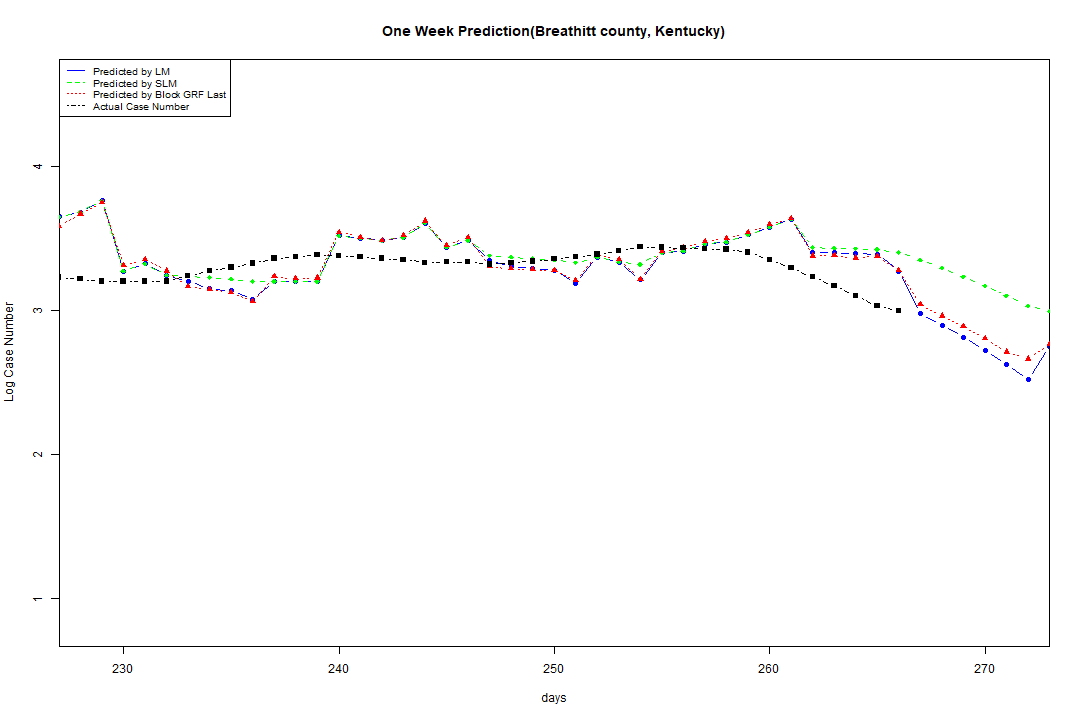 One Week Prediction(Breathitt county, Kentucky)
Predicted by LM
Predicted by SLM
Predicted by Block GRF Last
Actual Case Number
4
3
2
1
Log Case Number
230 240 250 260 270
days